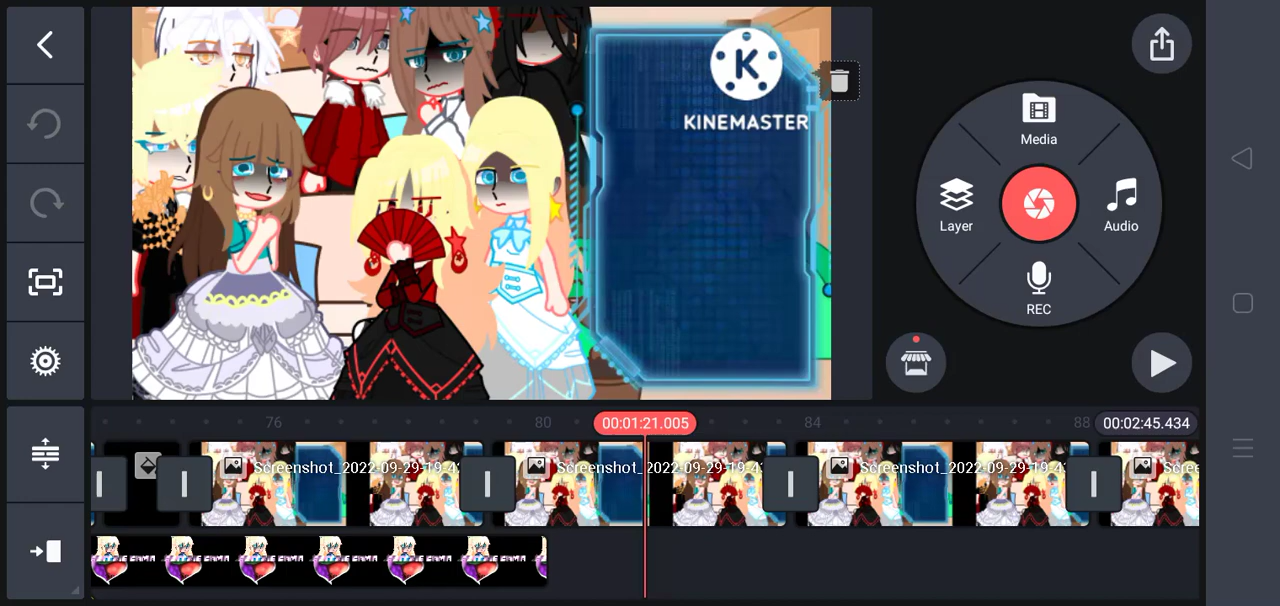 K
KINEMASTER
Media
Layer
Audio
REC
76
80
00:01:21.005
84
88
00:02:45.434
Screenshot_2022-09-29-19-4
Screenshot_2022-09-29-19-4
Screenshot_2022-09-29-19-4
Scree